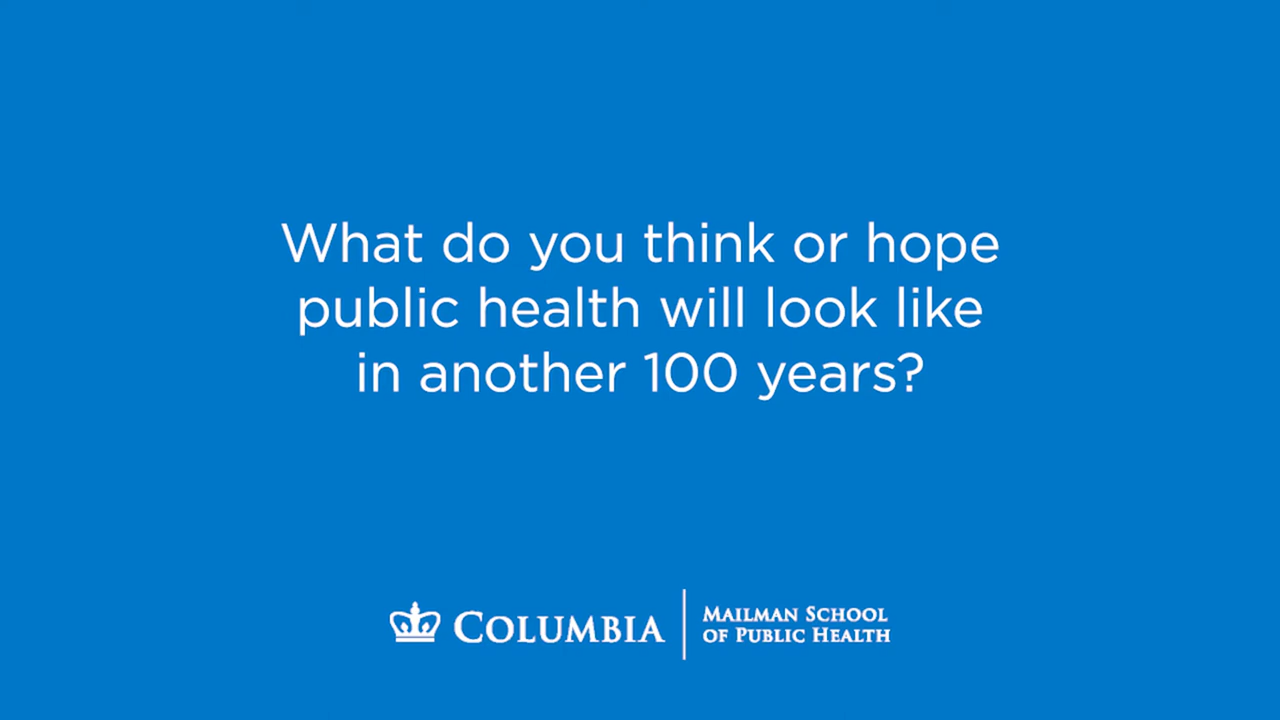 What do you think or hope
public health will look like
in another 100 years?
COLUMBIA
MAILMAN SCHOOL
OF PUBLIC HEALTH